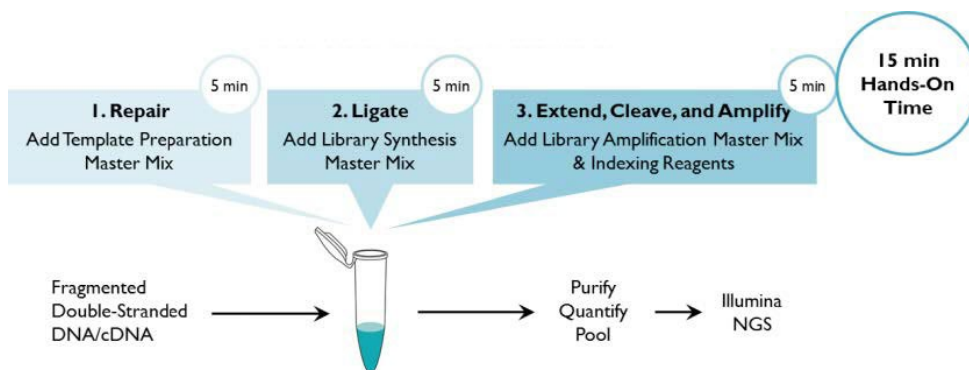 5 min
1. Repair
Add Template Preparation
Master Mix
5 min
2. Ligate
Add Library Synthesis
Master Mix
5 min
3. Extend, Cleave, and Amplify
Add Library Amplification Master Mix
& Indexing Reagents
15 min
Hands-On
Time
Fragmented
Double-Stranded
DNA/cDNA
Purify
Quantify
Pool
Illumina
NGS